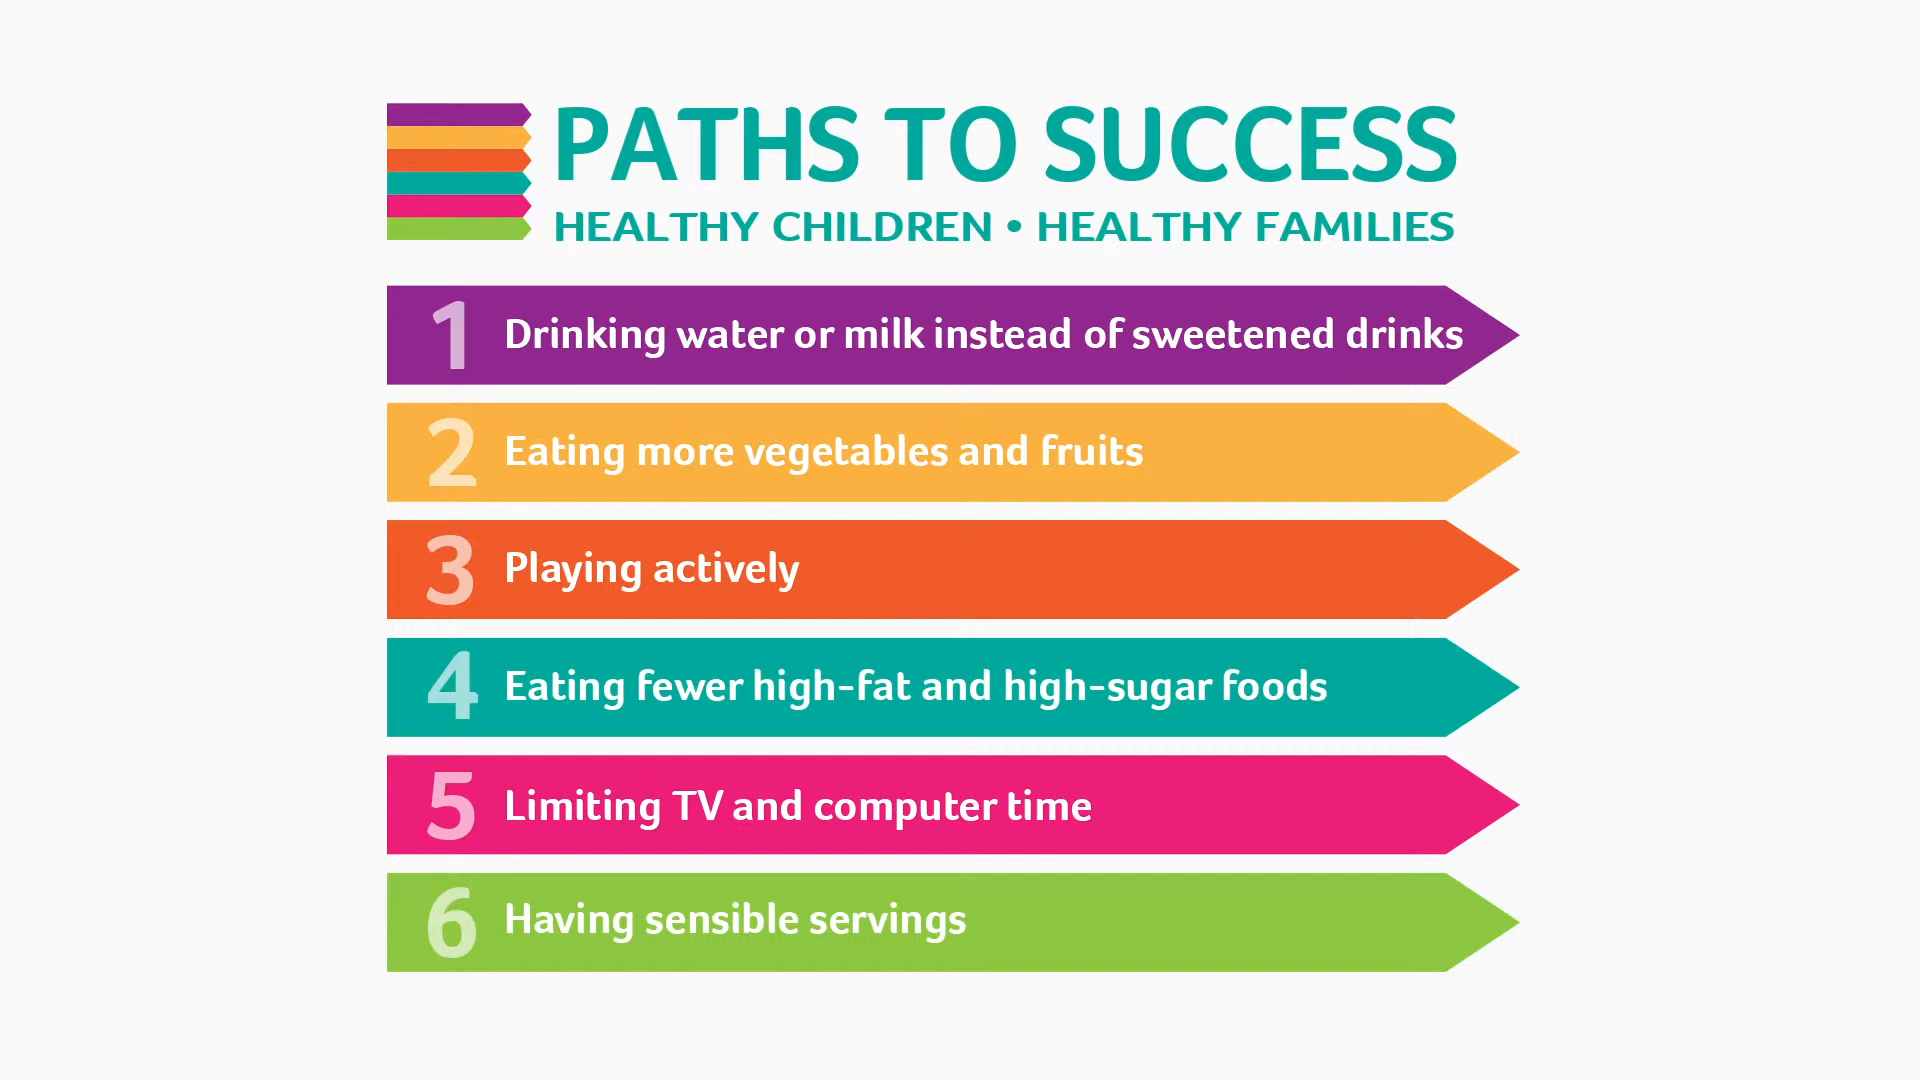 PATHS TO SUCCESS
HEALTHY CHILDREN • HEALTHY FAMILIES
1 Drinking water or milk instead of sweetened drinks
2 Eating more vegetables and fruits
3 Playing actively
4 Eating fewer high-fat and high-sugar foods
5 Limiting TV and computer time
6 Having sensible servings